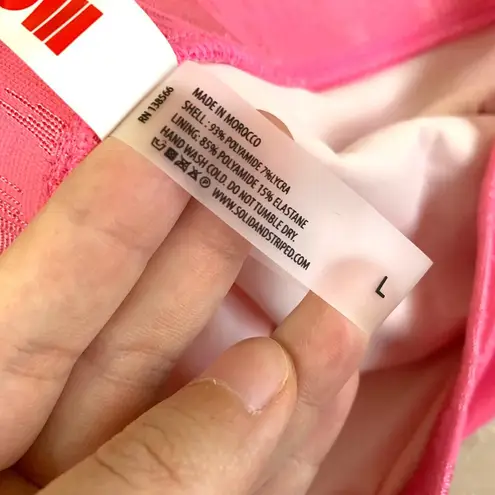 RN 138566
MADE IN MOROCCO
SHELL: 93% POLYAMIDE 7%LYCRA
LINING: 85% POLYAMIDE 15% ELASTANE
HAND WASH COLD. DO NOT TUMBLE DRY.
WWW.SOLIDANDSTRIPED.COM
L